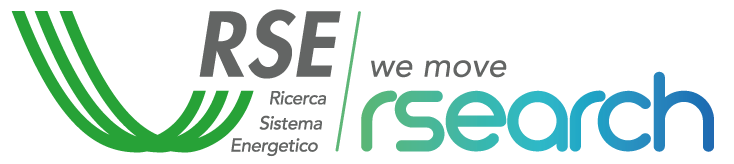 RSE
Ricerca
Sistema
Energetico
we move
rsearch